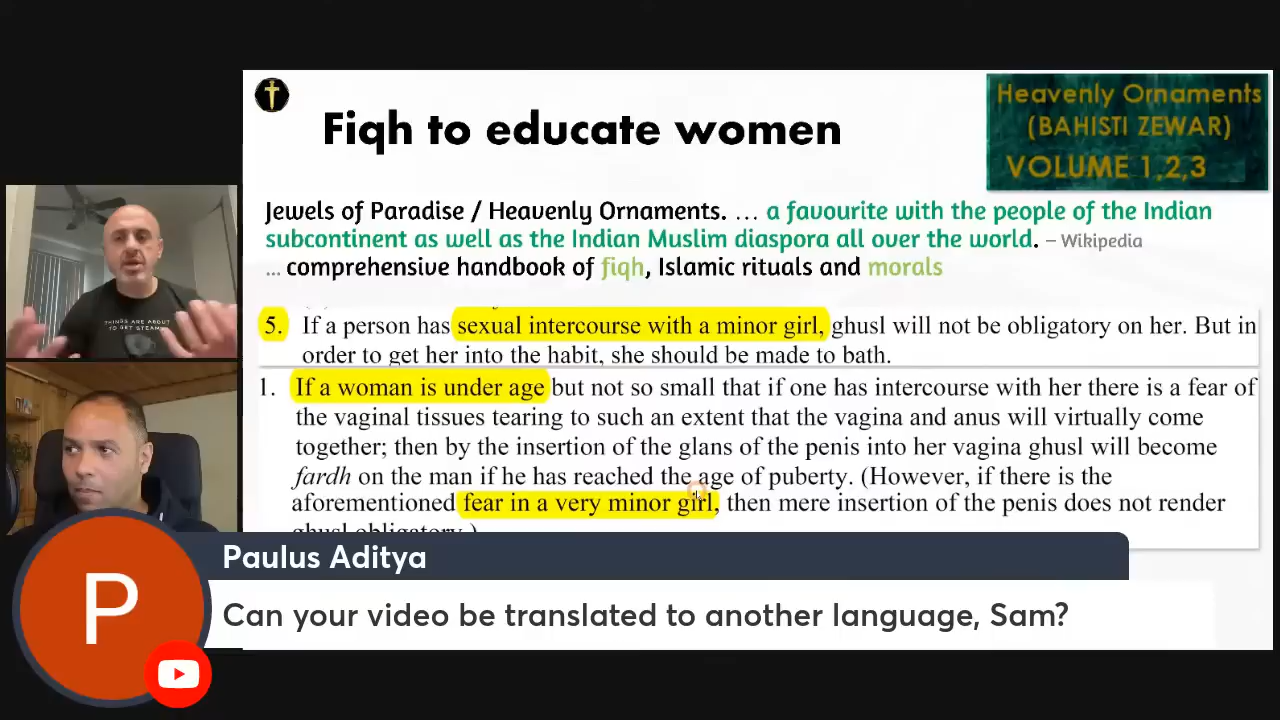 Fiqh to educate women
Heavenly Ornaments
(BAHISTI ZEWAR)
VOLUME 1,2,3
Jewels of Paradise / Heavenly Ornaments. ... a favourite with the people of the Indian
subcontinent as well as the Indian Muslim diaspora all over the world. – Wikipedia
... comprehensive handbook of fiqh, Islamic rituals and morals
5. If a person has sexual intercourse with a minor girl, ghusl will not be obligatory on her. But in
order to get her into the habit, she should be made to bath.
1. If a woman is under age but not so small that if one has intercourse with her there is a fear of
the vaginal tissues tearing to such an extent that the vagina and anus will virtually come
together; then by the insertion of the glans of the penis into her vagina ghusl will become
fardh on the man if he has reached the age of puberty. (However, if there is the
aforementioned fear in a very minor girl, then mere insertion of the penis does not render
ghusl obligatory.)
THINGS ARE ABOUT
TO GET STEAMY
P
Paulus Aditya
Can your video be translated to another language, Sam?